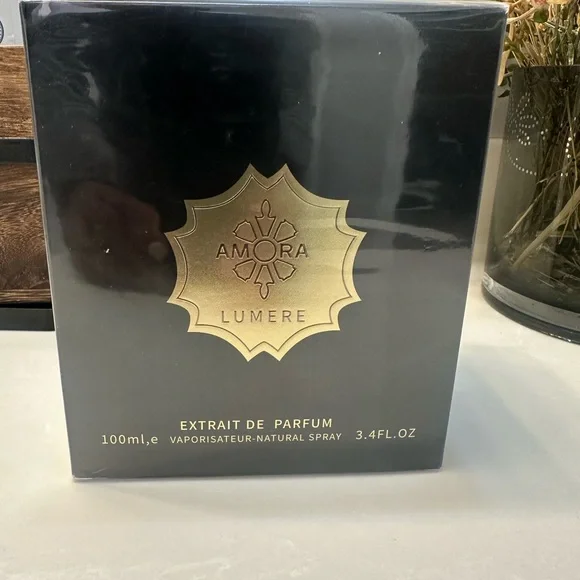 AMORA
LUMERE
EXTRAIT DE PARFUM
100ml,e VAPORISATEUR-NATURAL SPRAY 3.4FL.OZ